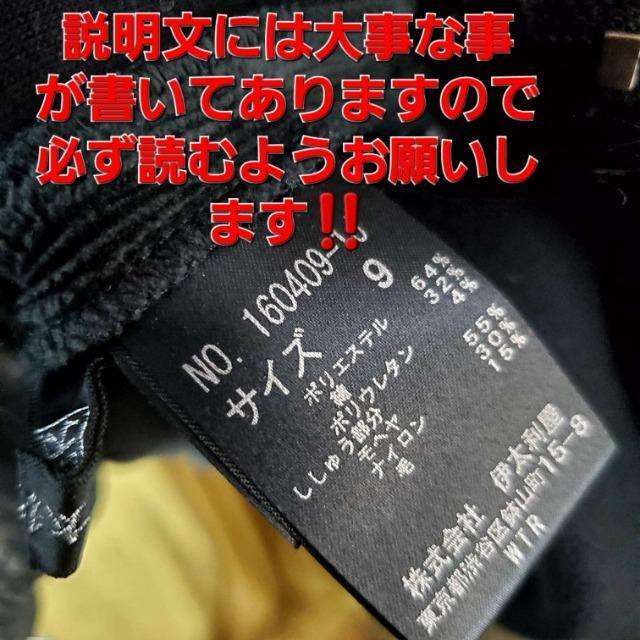 説明文には大事な事
が書いてありますので
必ず読むようお願いし
ます‼️
NO. 160409-10
サイズ 9
ポリエステル 64%
綿 32%
ポリウレタン 4%
ししゅう部分
モヘヤ 55%
ナイロン 30%
毛 15%
株式会社 伊太利屋
東京都渋谷区鉢山町15-9
WIR